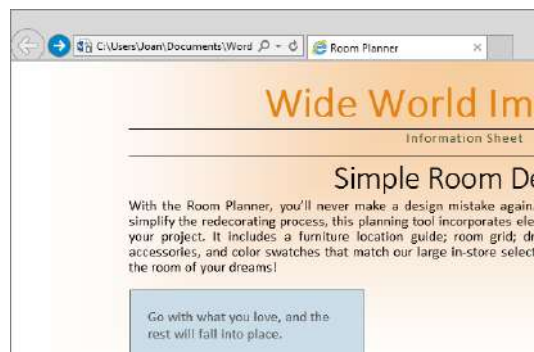 C:\Users\Joan\Documents\Word
Room Planner
Wide World Im
Information Sheet
Simple Room De
With the Room Planner, you'll never make a design mistake again.
simplify the redecorating process, this planning tool incorporates ele
your project. It includes a furniture location guide; room grid; dr
accessories, and color swatches that match our large in-store select
the room of your dreams!
Go with what you love, and the
rest will fall into place.